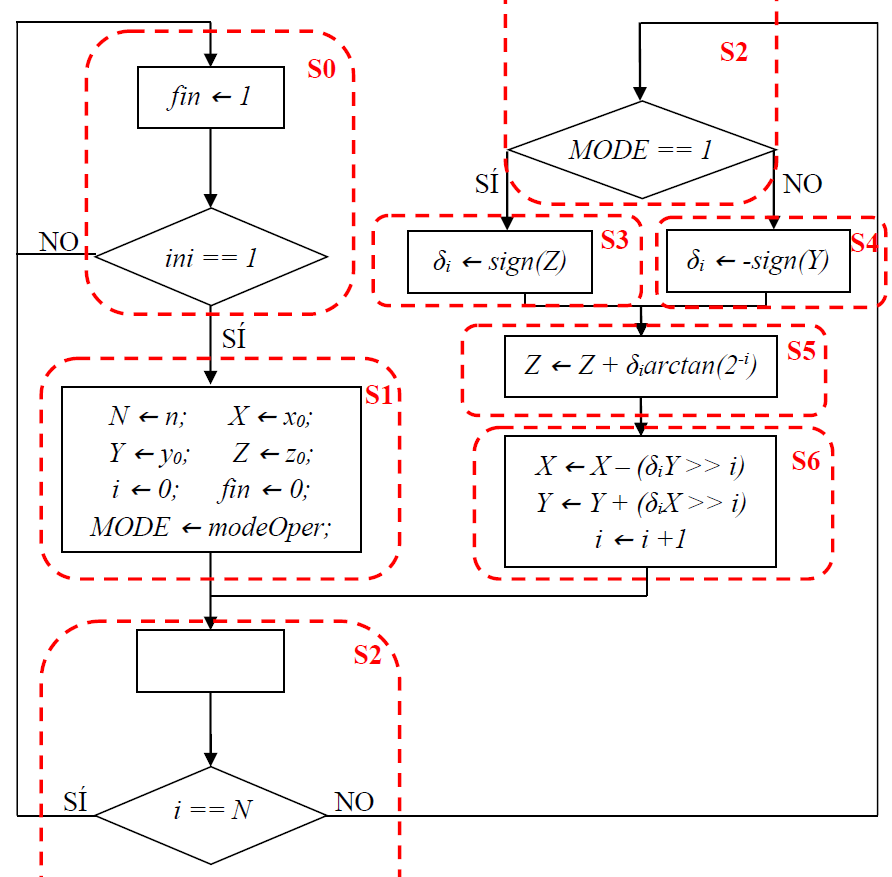 S0
fin ← 1
NO
ini == 1
SÍ
S1
N ← n; X ← x₀;
Y ← y₀; Z ← z₀;
i ← 0; fin ← 0;
MODE ← modeOper;
S2
SÍ
i == N
NO
S2
MODE == 1
SÍ
NO
S3
δᵢ ← sign(Z)
S4
δᵢ ← -sign(Y)
S5
Z ← Z + δᵢarctan(2⁻ⁱ)
S6
X ← X – (δᵢY >> i)
Y ← Y + (δᵢX >> i)
i ← i +1